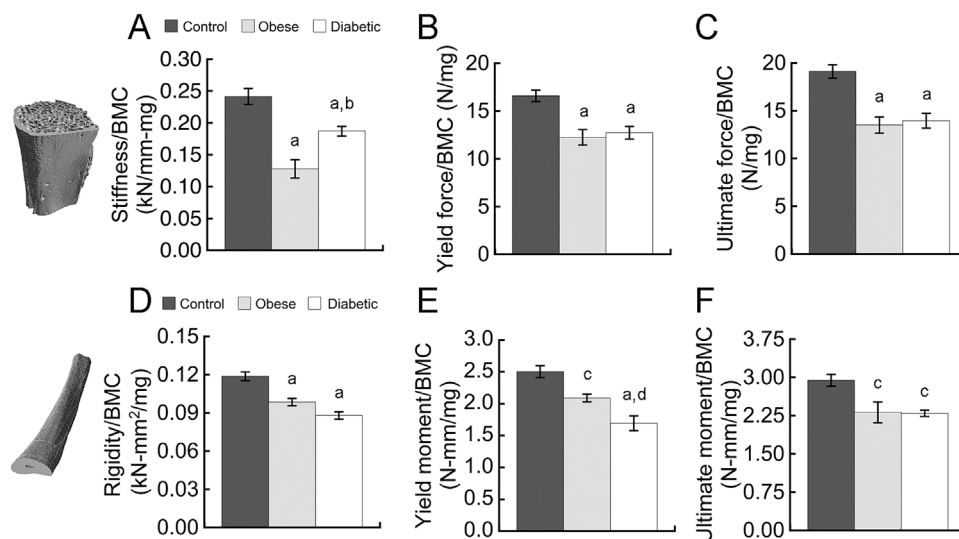 A
Control Obese Diabetic
Stiffness/BMC
(kN/mm-mg)
0.30
0.25
0.20
0.15
0.10
0.05
0.00
a
a,b
B
Yield force/BMC (N/mg)
20
15
10
5
0
a
a
C
Ultimate force/BMC
(N/mg)
20
15
10
5
0
a
a
D
Control Obese Diabetic
Rigidity/BMC
(kN-mm²/mg)
0.15
0.12
0.09
0.06
0.03
0.00
a
a
E
Yield moment/BMC
(N-mm/mg)
3.0
2.5
2.0
1.5
1.0
0.5
0.0
c
a,d
F
Ultimate moment/BMC
(N-mm/mg)
3.75
3.00
2.25
1.50
0.75
0.00
c
c